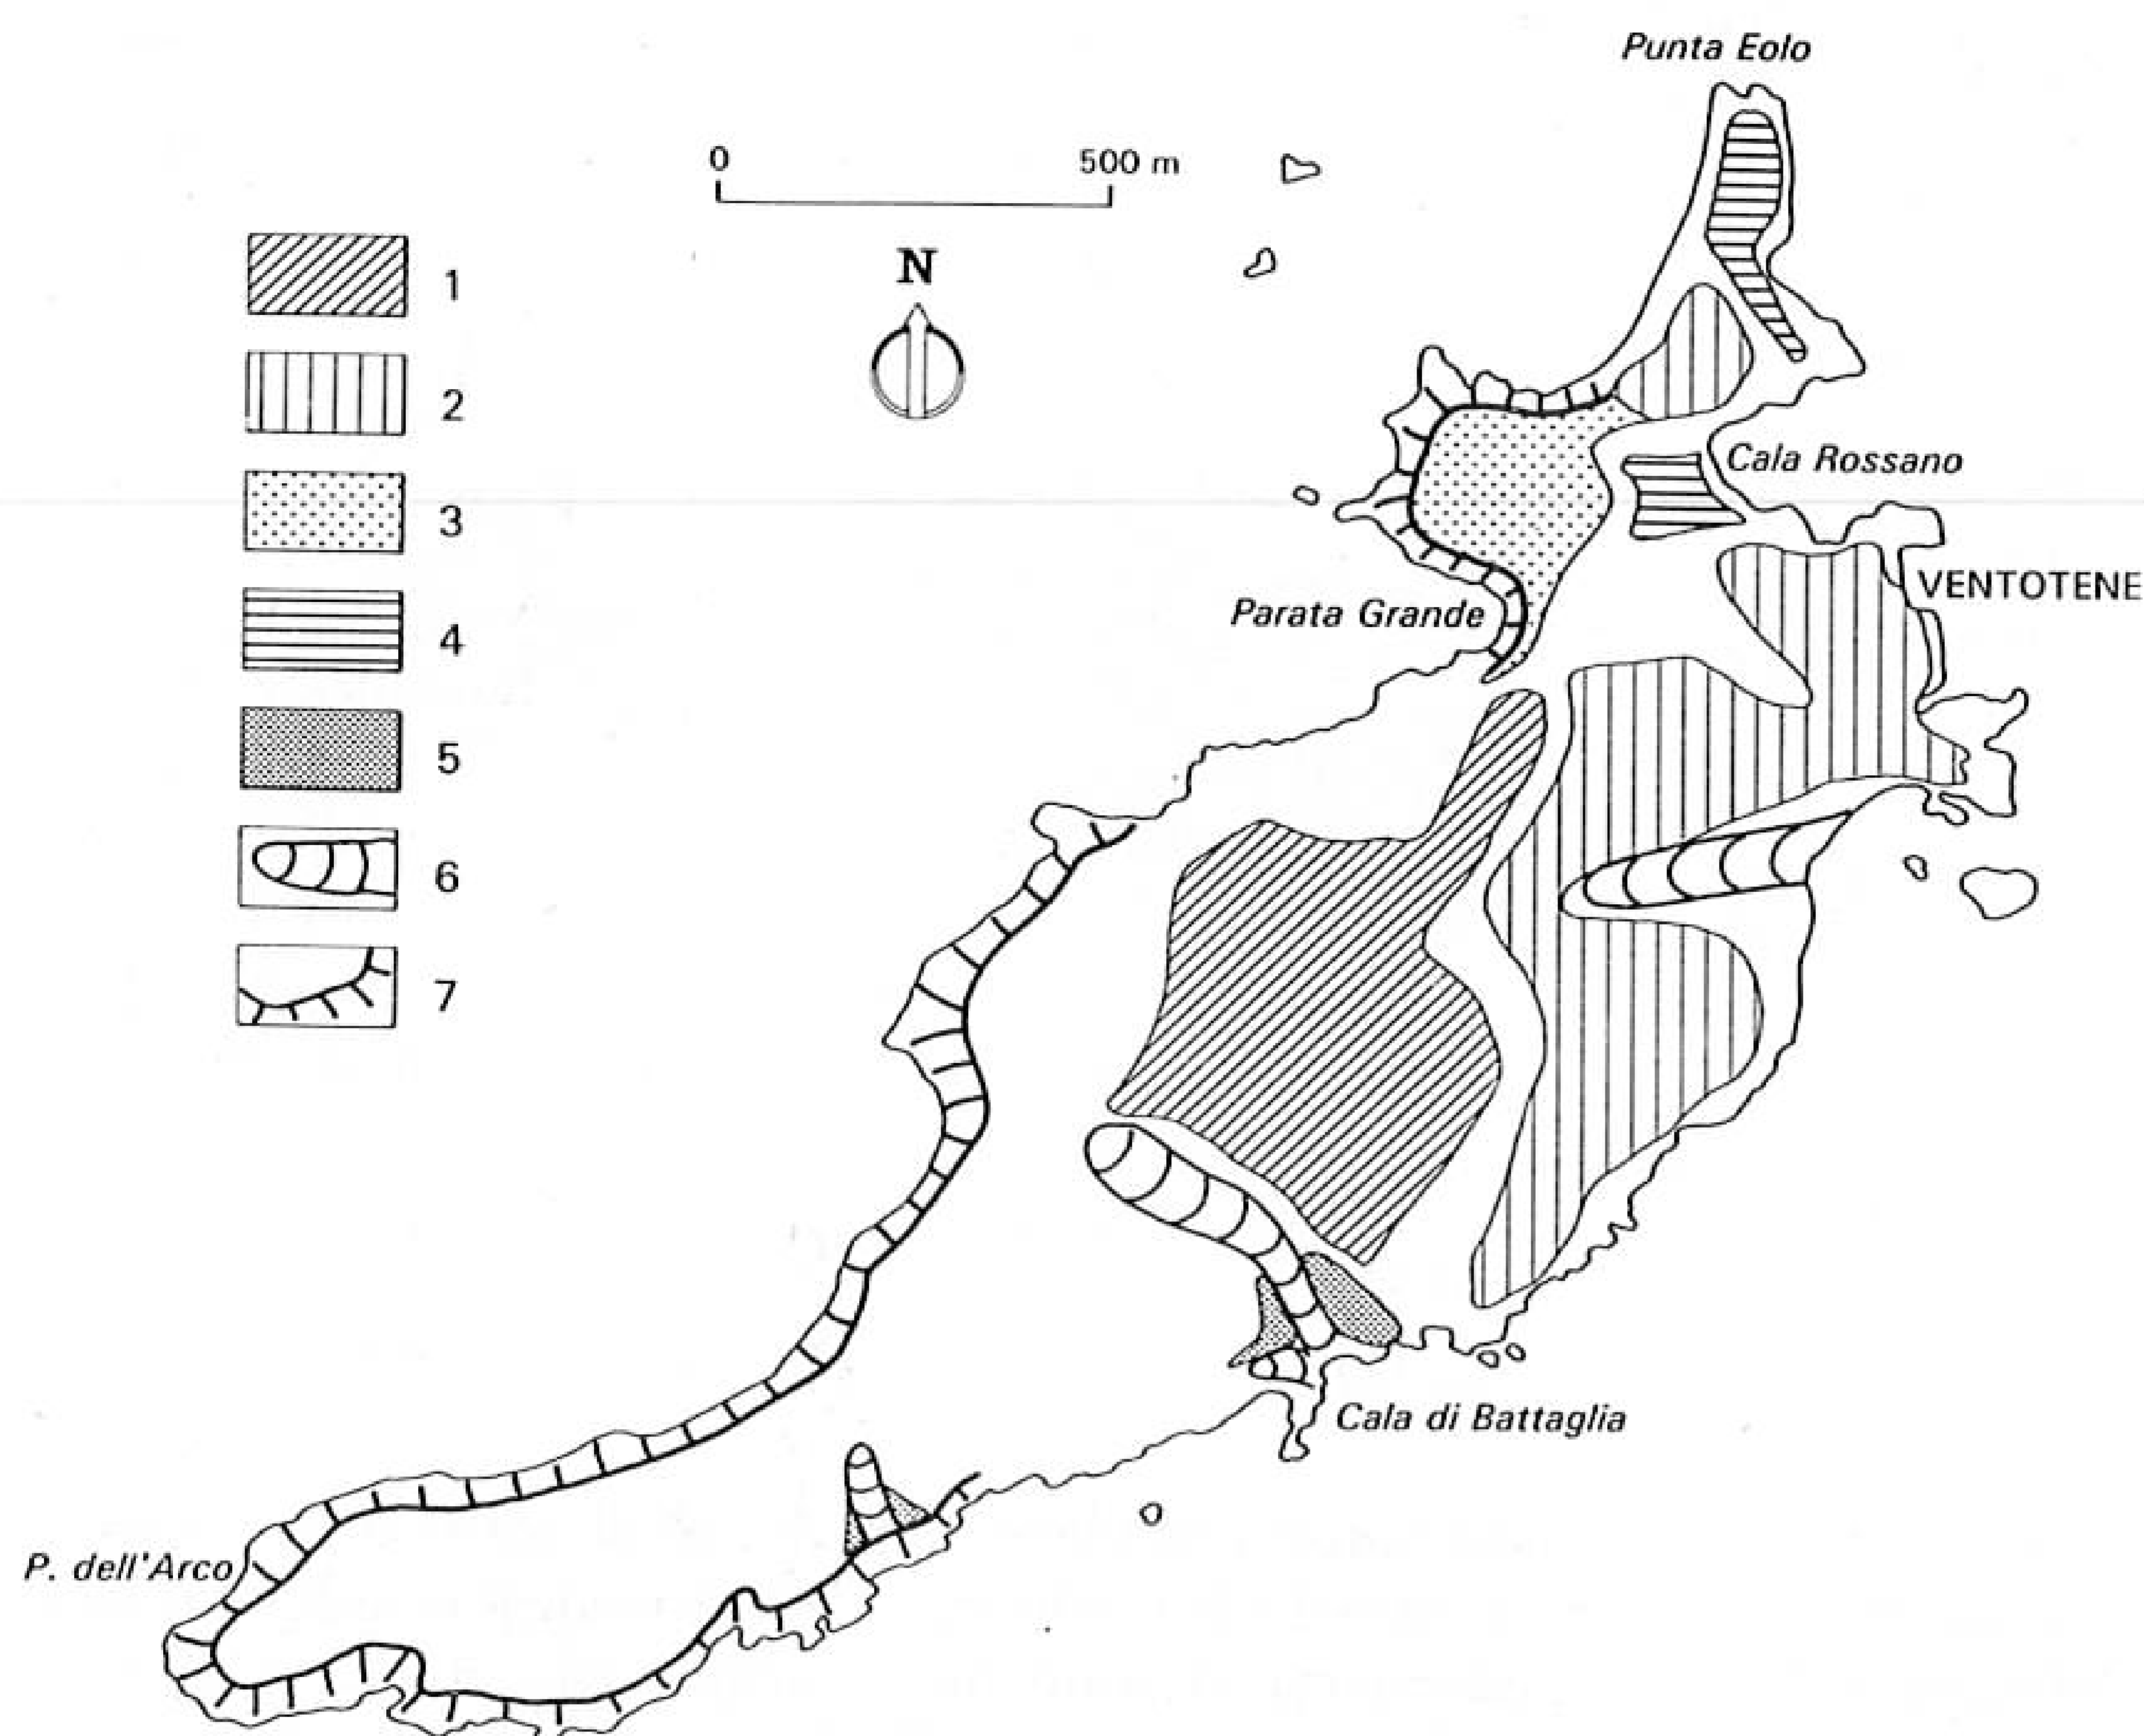 Punta Eolo
0 500 m
N
1
2
3
4
5
6
7
Cala Rossano
VENTOTENE
Parata Grande
Cala di Battaglia
P. dell'Arco